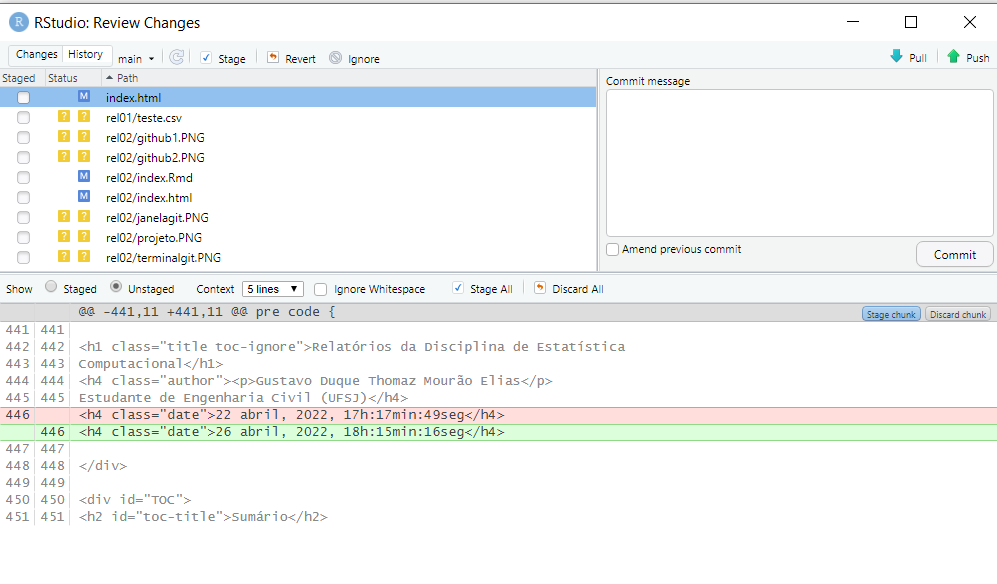 R RStudio: Review Changes
Changes History main Stage Revert Ignore Pull Push
Staged Status Path
M index.html
? ? rel01/teste.csv
? ? rel02/github1.PNG
? ? rel02/github2.PNG
M rel02/index.Rmd
M rel02/index.html
? ? rel02/janelagit.PNG
? ? rel02/projeto.PNG
? ? rel02/terminalgit.PNG
Commit message
Amend previous commit
Commit
Show Staged Unstaged Context 5 lines Ignore Whitespace Stage All Discard All
@@ -441,11 +441,11 @@ pre code { Stage chunk Discard chunk
441 441
442 442 <h1 class="title toc-ignore">Relatórios da Disciplina de Estatística
443 443 Computacional</h1>
444 444 <h4 class="author"><p>Gustavo Duque Thomaz Mourão Elias</p>
445 445 Estudante de Engenharia Civil (UFSJ)</h4>
446 <h4 class="date">22 abril, 2022, 17h:17min:49seg</h4>
446 <h4 class="date">26 abril, 2022, 18h:15min:16seg</h4>
447 447
448 448 </div>
449 449
450 450 <div id="TOC">
451 451 <h2 id="toc-title">Sumário</h2>